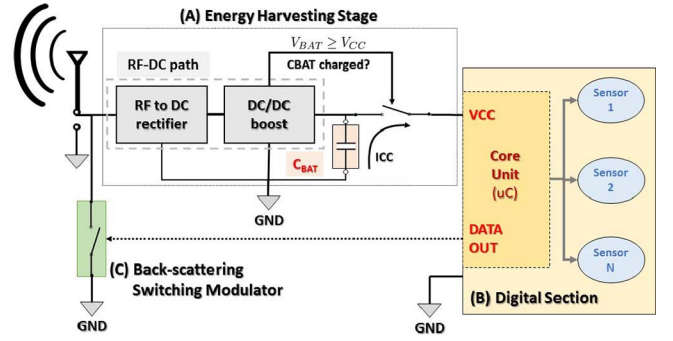 (A) Energy Harvesting Stage
V_BAT ≥ V_CC
CBAT charged?
RF-DC path
RF to DC
rectifier
DC/DC
boost
C_BAT
ICC
GND
VCC
Core
Unit
(uC)
DATA
OUT
Sensor
1
Sensor
2
Sensor
N
(B) Digital Section
GND
(C) Back-scattering
Switching Modulator
GND